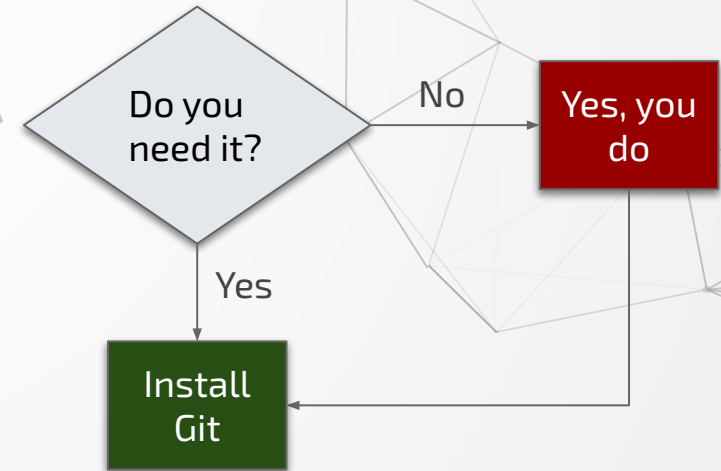 Do you
need it?
No
Yes, you
do
Yes
Install
Git